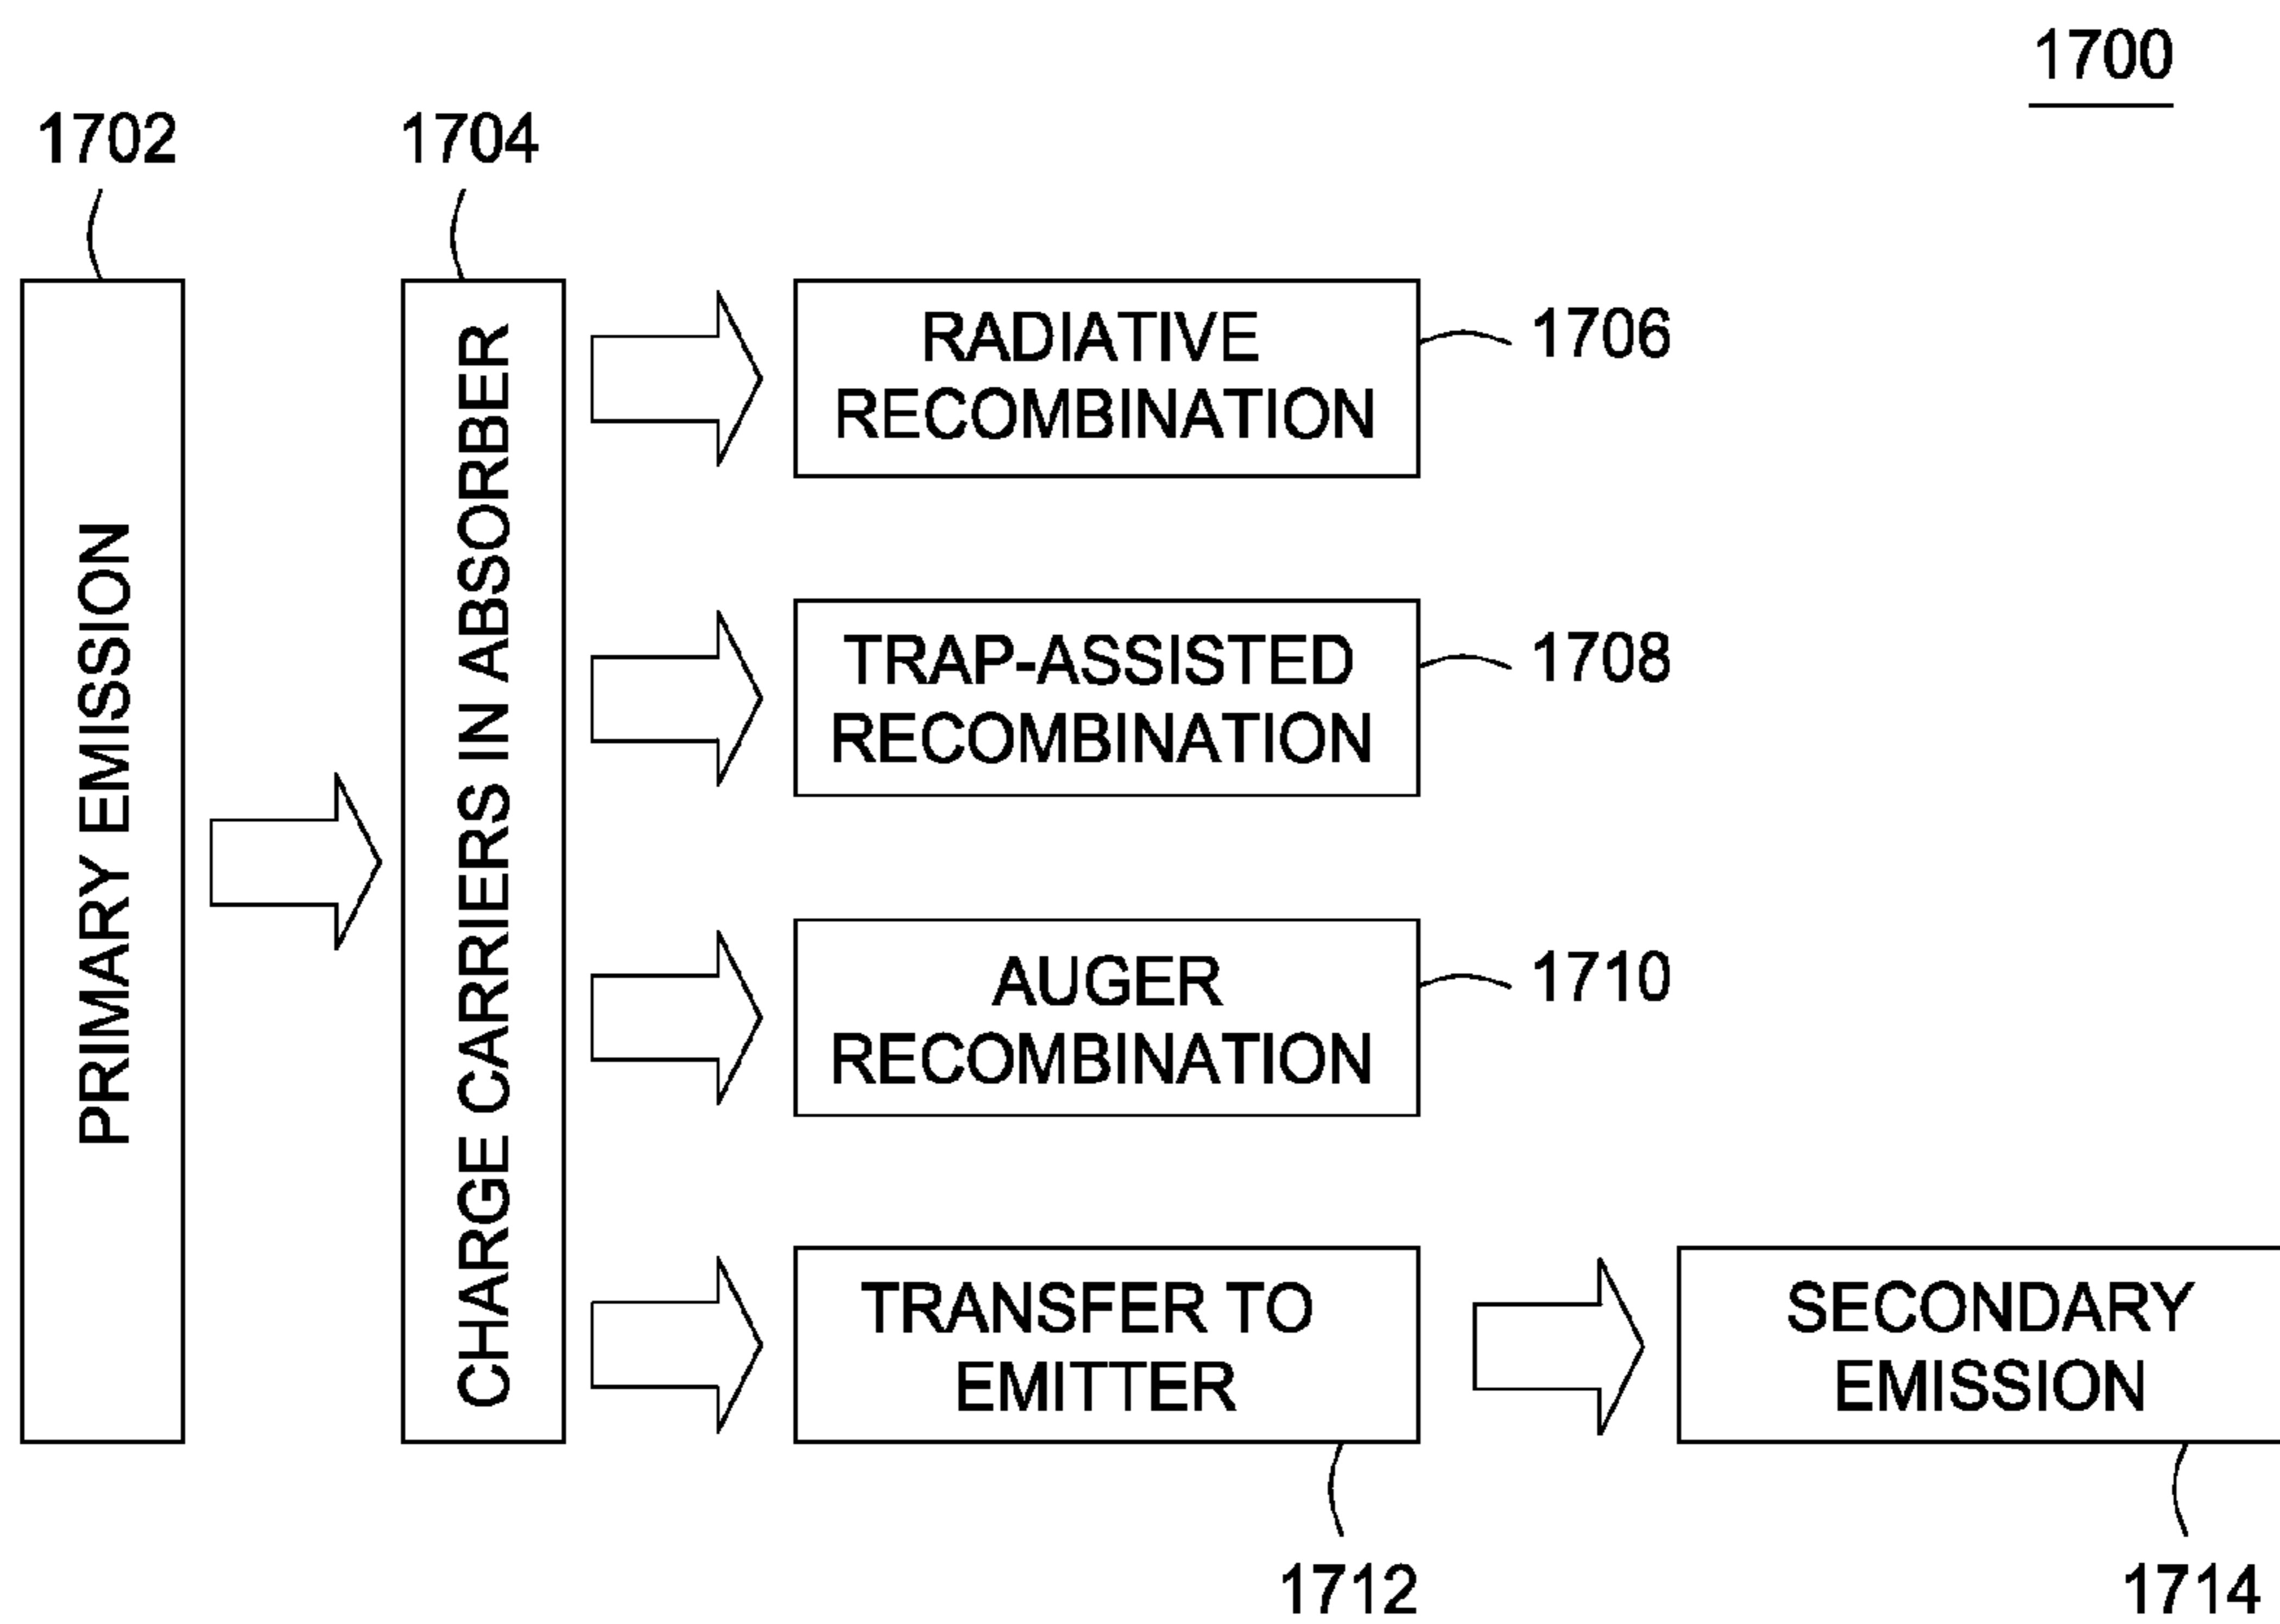 1700
1702
1704
PRIMARY EMISSION
CHARGE CARRIERS IN ABSORBER
RADIATIVE
RECOMBINATION
1706
TRAP-ASSISTED
RECOMBINATION
1708
AUGER
RECOMBINATION
1710
TRANSFER TO
EMITTER
1712
SECONDARY
EMISSION
1714